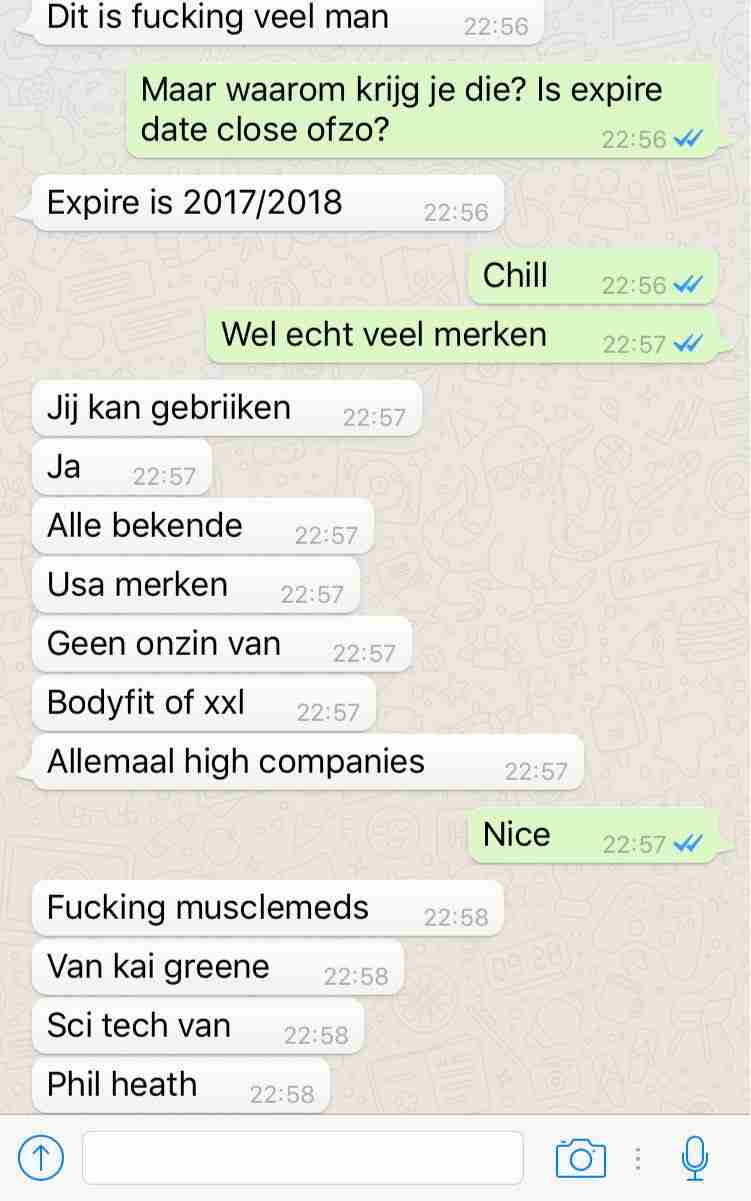 Dit is fucking veel man 22:56
Maar waarom krijg je die? Is expire
date close ofzo? 22:56
Expire is 2017/2018 22:56
Chill 22:56
Wel echt veel merken 22:57
Jij kan gebriiken 22:57
Ja 22:57
Alle bekende 22:57
Usa merken 22:57
Geen onzin van 22:57
Bodyfit of xxl 22:57
Allemaal high companies 22:57
Nice 22:57
Fucking musclemeds 22:58
Van kai greene 22:58
Sci tech van 22:58
Phil heath 22:58